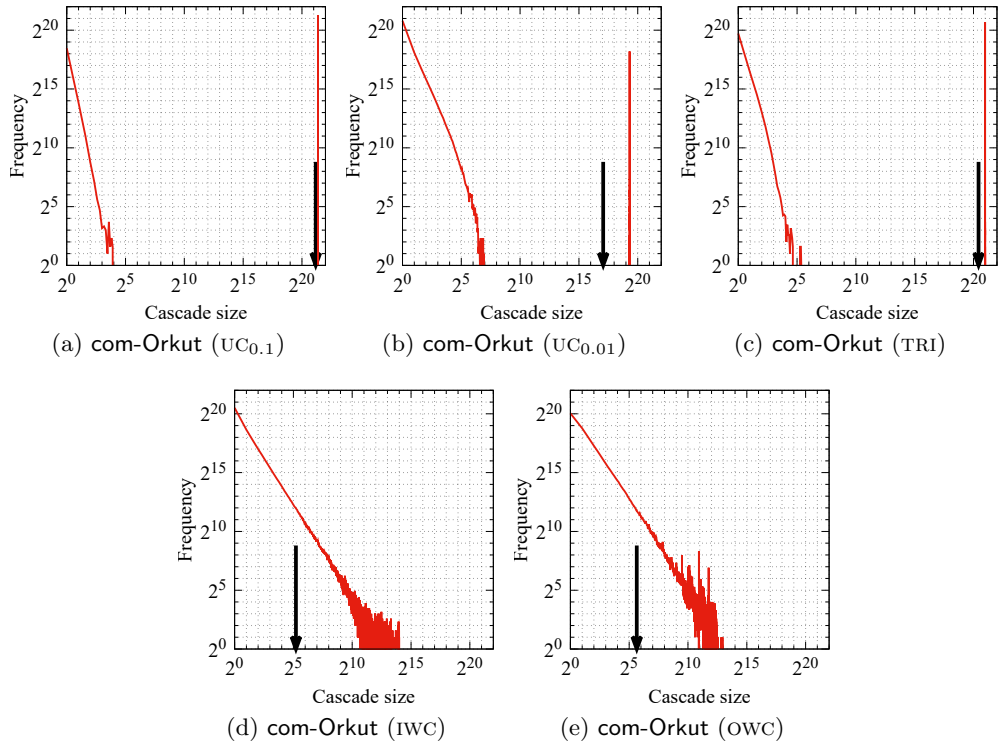 2^20
2^15
2^10
2^5
2^0
Frequency
2^0 2^5 2^10 2^15 2^20
Cascade size
(a) com-Orkut (UC_0.1)
2^20
2^15
2^10
2^5
2^0
Frequency
2^0 2^5 2^10 2^15 2^20
Cascade size
(b) com-Orkut (UC_0.01)
2^20
2^15
2^10
2^5
2^0
Frequency
2^0 2^5 2^10 2^15 2^20
Cascade size
(c) com-Orkut (TRI)
2^20
2^15
2^10
2^5
2^0
Frequency
2^0 2^5 2^10 2^15 2^20
Cascade size
(d) com-Orkut (IWC)
2^20
2^15
2^10
2^5
2^0
Frequency
2^0 2^5 2^10 2^15 2^20
Cascade size
(e) com-Orkut (OWC)